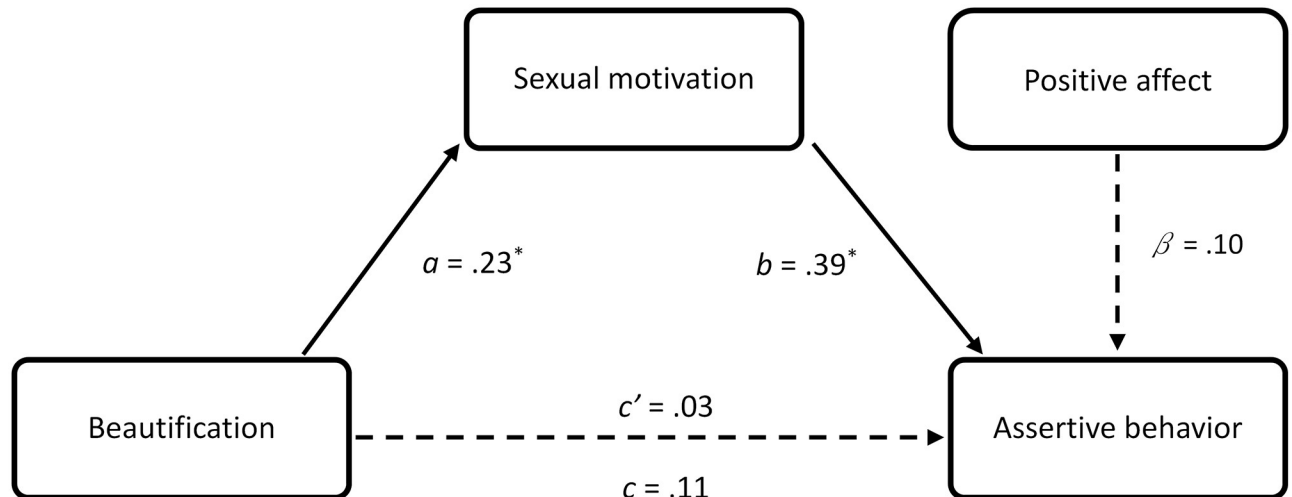 Sexual motivation
Positive affect
a = .23*
b = .39*
β = .10
Beautification
c′ = .03
Assertive behavior
c = .11